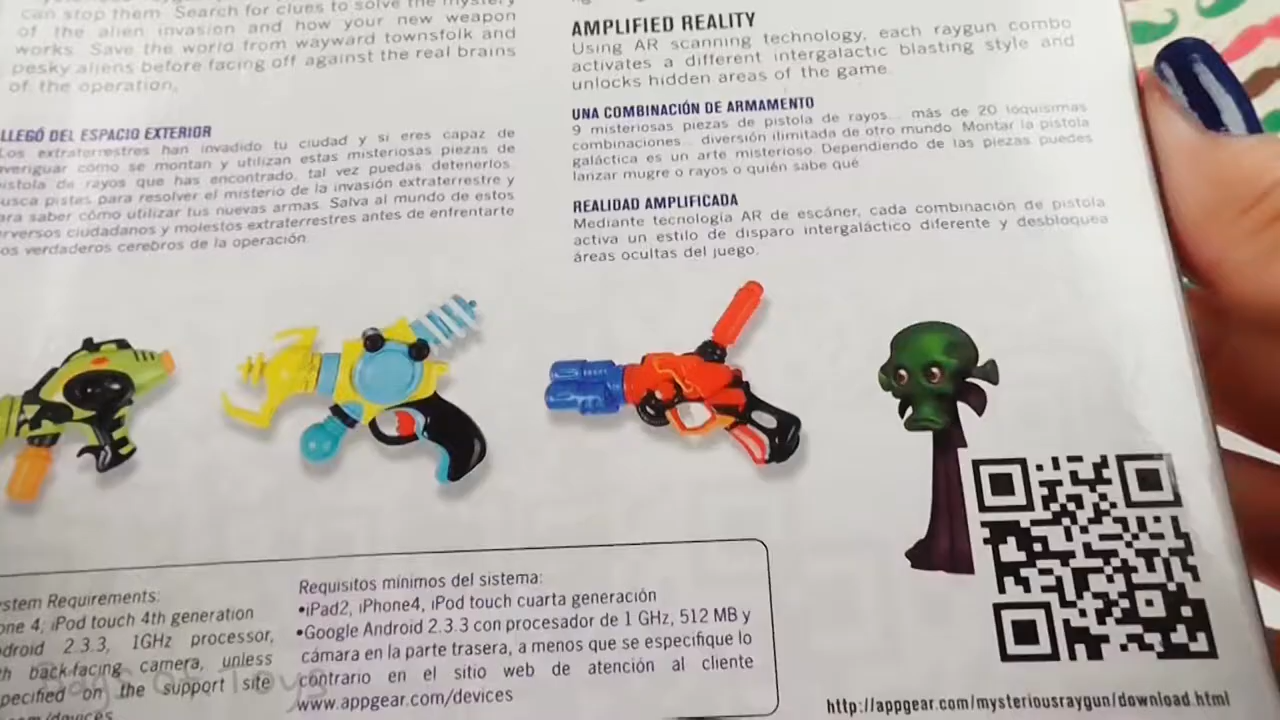 can stop them. Search for clues to solve the mystery
of the alien invasion and how your new weapon
works. Save the world from wayward townsfolk and
pesky aliens before facing off against the real brains
of the operation.
LLEGÓ DEL ESPACIO EXTERIOR
Los extraterrestres han invadido tu ciudad y si eres capaz de
averiguar cómo se montan y utilizan estas misteriosas piezas de
pistola de rayos que has encontrado, tal vez puedas detenerlos.
Busca pistas para resolver el misterio de la invasión extraterrestre y
para saber cómo utilizar tus nuevas armas. Salva al mundo de estos
perversos ciudadanos y molestos extraterrestres antes de enfrentarte
los verdaderos cerebros de la operación.
AMPLIFIED REALITY
Using AR scanning technology, each raygun combo
activates a different intergalactic blasting style and
unlocks hidden areas of the game.
UNA COMBINACIÓN DE ARMAMENTO
9 misteriosas piezas de pistola de rayos... más de 20 loquísimas
combinaciones... diversión ilimitada de otro mundo. Montar la pistola
galáctica es un arte misterioso. Dependiendo de las piezas puedes
lanzar mugre o rayos o quién sabe qué.
REALIDAD AMPLIFICADA
Mediante tecnología AR de escáner, cada combinación de pistola
activa un estilo de disparo intergaláctico diferente y desbloquea
áreas ocultas del juego.
ystem Requirements:
one 4, iPod touch 4th generation
ndroid 2.3.3, 1GHz processor,
th back-facing camera, unless
specified on the support site
om/devices
Requisitos mínimos del sistema:
•iPad2, iPhone4, iPod touch cuarta generación
•Google Android 2.3.3 con procesador de 1 GHz, 512 MB y
cámara en la parte trasera, a menos que se especifique lo
contrario en el sitio web de atención al cliente
www.appgear.com/devices
Bags of Toys
http://appgear.com/mysteriousraygun/download.html